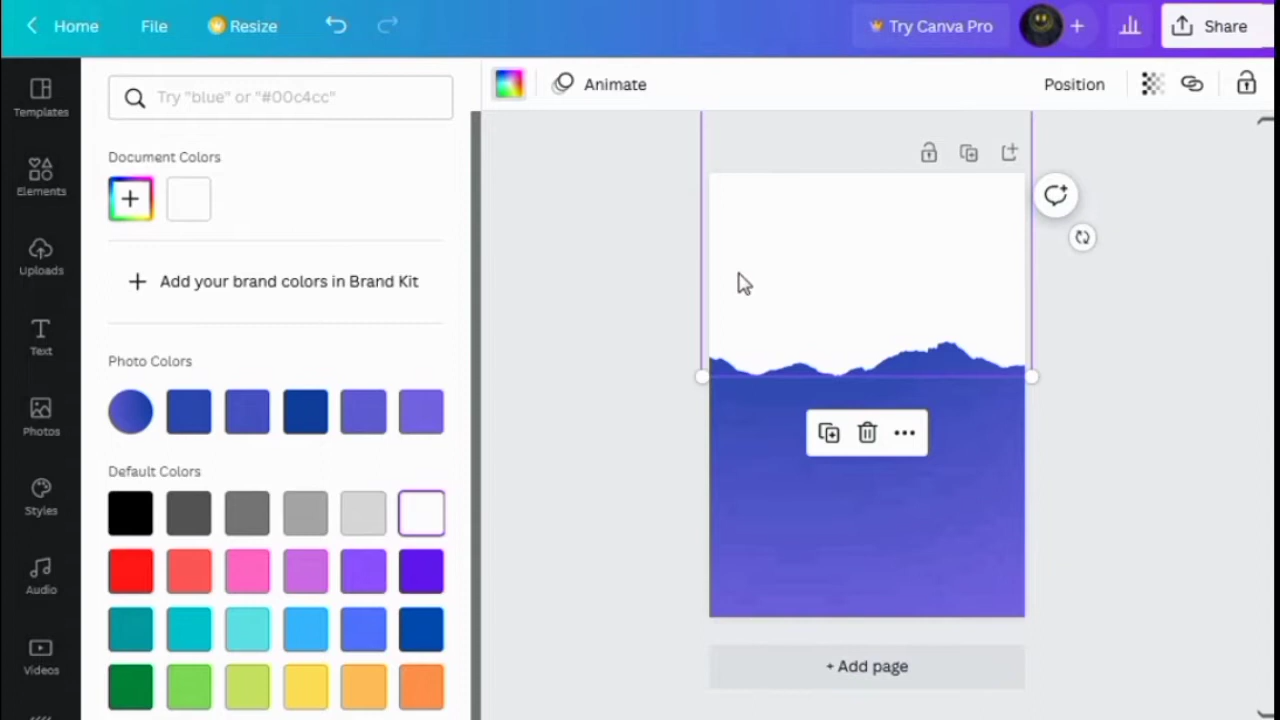 Home File Resize Try Canva Pro Share
Templates
Elements
Uploads
Text
Photos
Styles
Audio
Videos
Try "blue" or "#00c4cc"
Document Colors
Add your brand colors in Brand Kit
Photo Colors
Default Colors
Animate Position
+ Add page